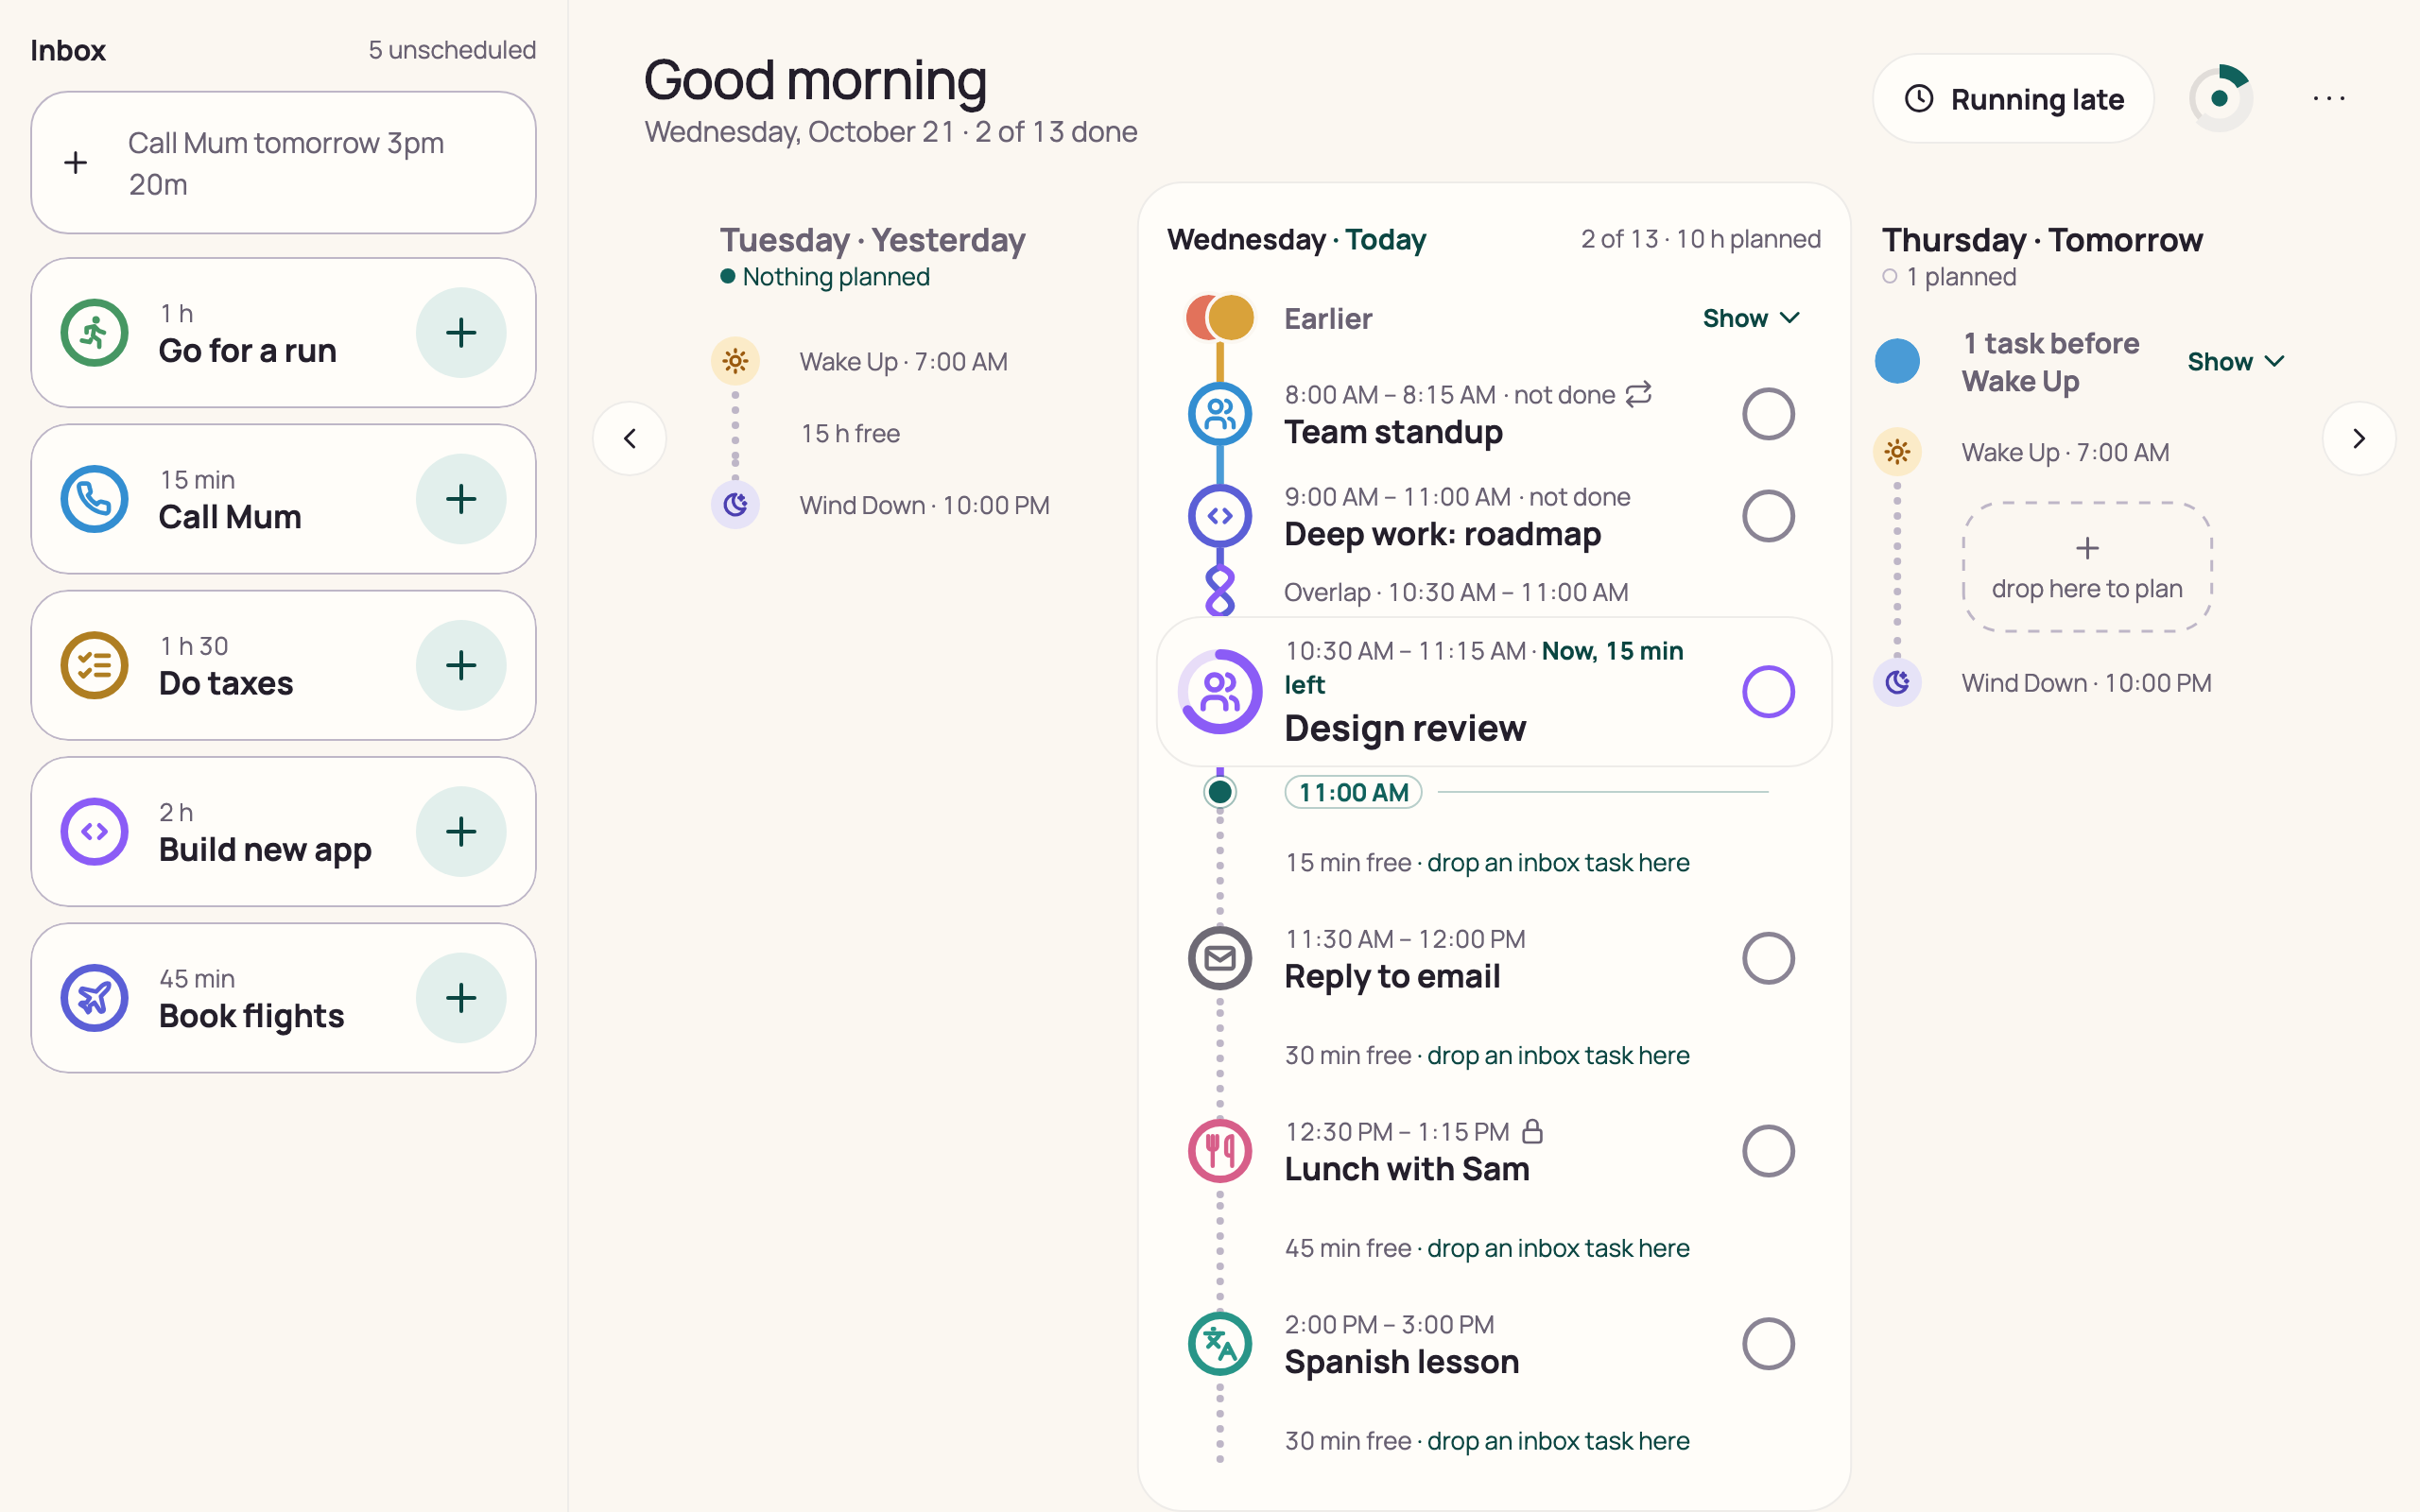 Inbox
5 unscheduled
Call Mum tomorrow 3pm
20m
1 h
Go for a run
15 min
Call Mum
1 h 30
Do taxes
2 h
Build new app
45 min
Book flights
Good morning
Wednesday, October 21 · 2 of 13 done
Running late
Tuesday · Yesterday
Nothing planned
Wake Up · 7:00 AM
15 h free
Wind Down · 10:00 PM
Wednesday · Today
2 of 13 · 10 h planned
Earlier
Show
8:00 AM – 8:15 AM · not done
Team standup
9:00 AM – 11:00 AM · not done
Deep work: roadmap
Overlap · 10:30 AM – 11:00 AM
10:30 AM – 11:15 AM · Now, 15 min
left
Design review
11:00 AM
15 min free · drop an inbox task here
11:30 AM – 12:00 PM
Reply to email
30 min free · drop an inbox task here
12:30 PM – 1:15 PM
Lunch with Sam
45 min free · drop an inbox task here
2:00 PM – 3:00 PM
Spanish lesson
30 min free · drop an inbox task here
Thursday · Tomorrow
1 planned
1 task before
Wake Up
Show
Wake Up · 7:00 AM
drop here to plan
Wind Down · 10:00 PM